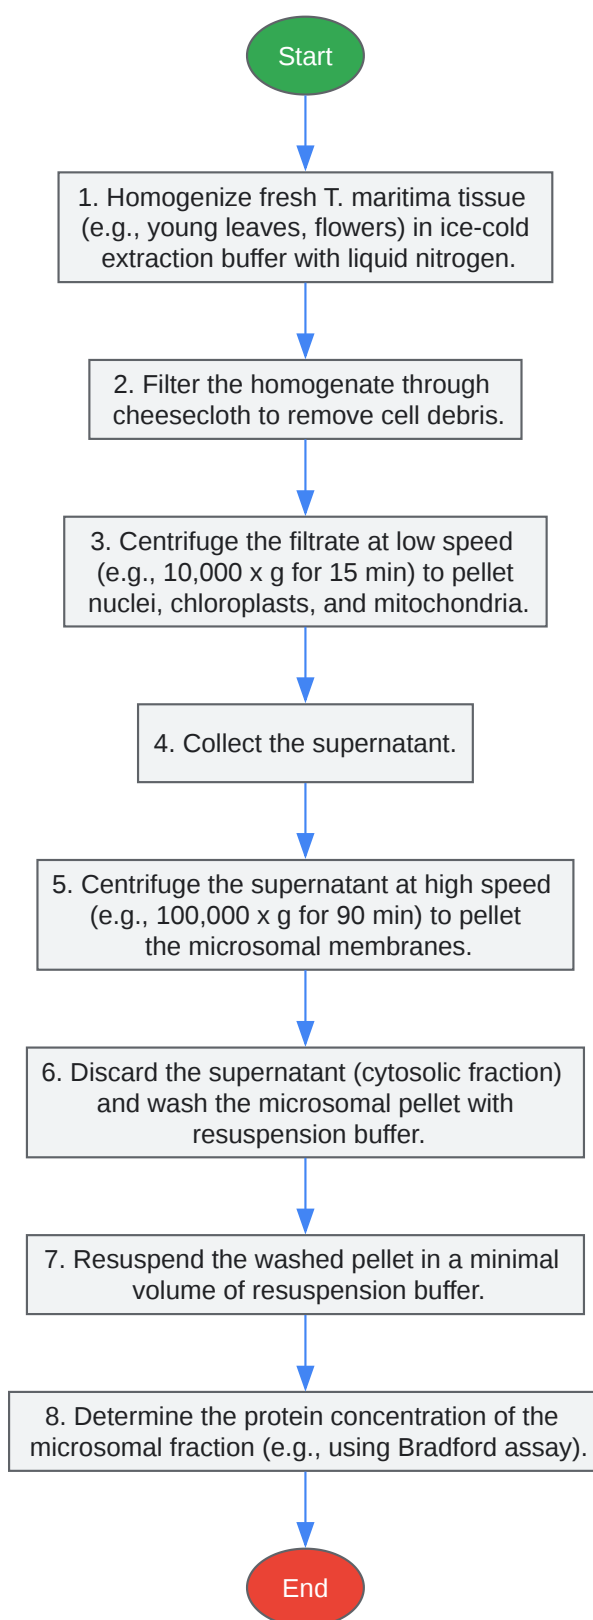 Start
1. Homogenize fresh T. maritima tissue
(e.g., young leaves, flowers) in ice-cold
extraction buffer with liquid nitrogen.
2. Filter the homogenate through
cheesecloth to remove cell debris.
3. Centrifuge the filtrate at low speed
(e.g., 10,000 x g for 15 min) to pellet
nuclei, chloroplasts, and mitochondria.
4. Collect the supernatant.
5. Centrifuge the supernatant at high speed
(e.g., 100,000 x g for 90 min) to pellet
the microsomal membranes.
6. Discard the supernatant (cytosolic fraction)
and wash the microsomal pellet with
resuspension buffer.
7. Resuspend the washed pellet in a minimal
volume of resuspension buffer.
8. Determine the protein concentration of the
microsomal fraction (e.g., using Bradford assay).
End